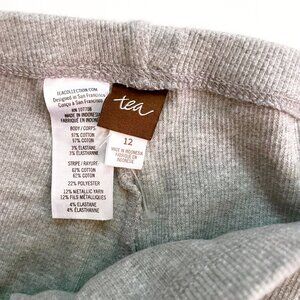 TEACOLLECTION.COM
Designed in San Francisco
Conçu à San Francisco
RN 107708
MADE IN INDONESIA
FABRIQUÉ EN INDONÉSIE
BODY / CORPS
97% COTTON
97% COTON
3% ELASTANE
3% ÉLASTHANNE
STRIPE / RAYURE
62% COTTON
62% COTON
22% POLYESTER
12% METALLIC YARN
12% FILS MÉTALLIQUES
4% ELASTANE
4% ÉLASTHANNE
tea
12
MADE IN INDONESIA
FABRIQUÉ EN
INDONÉSIE